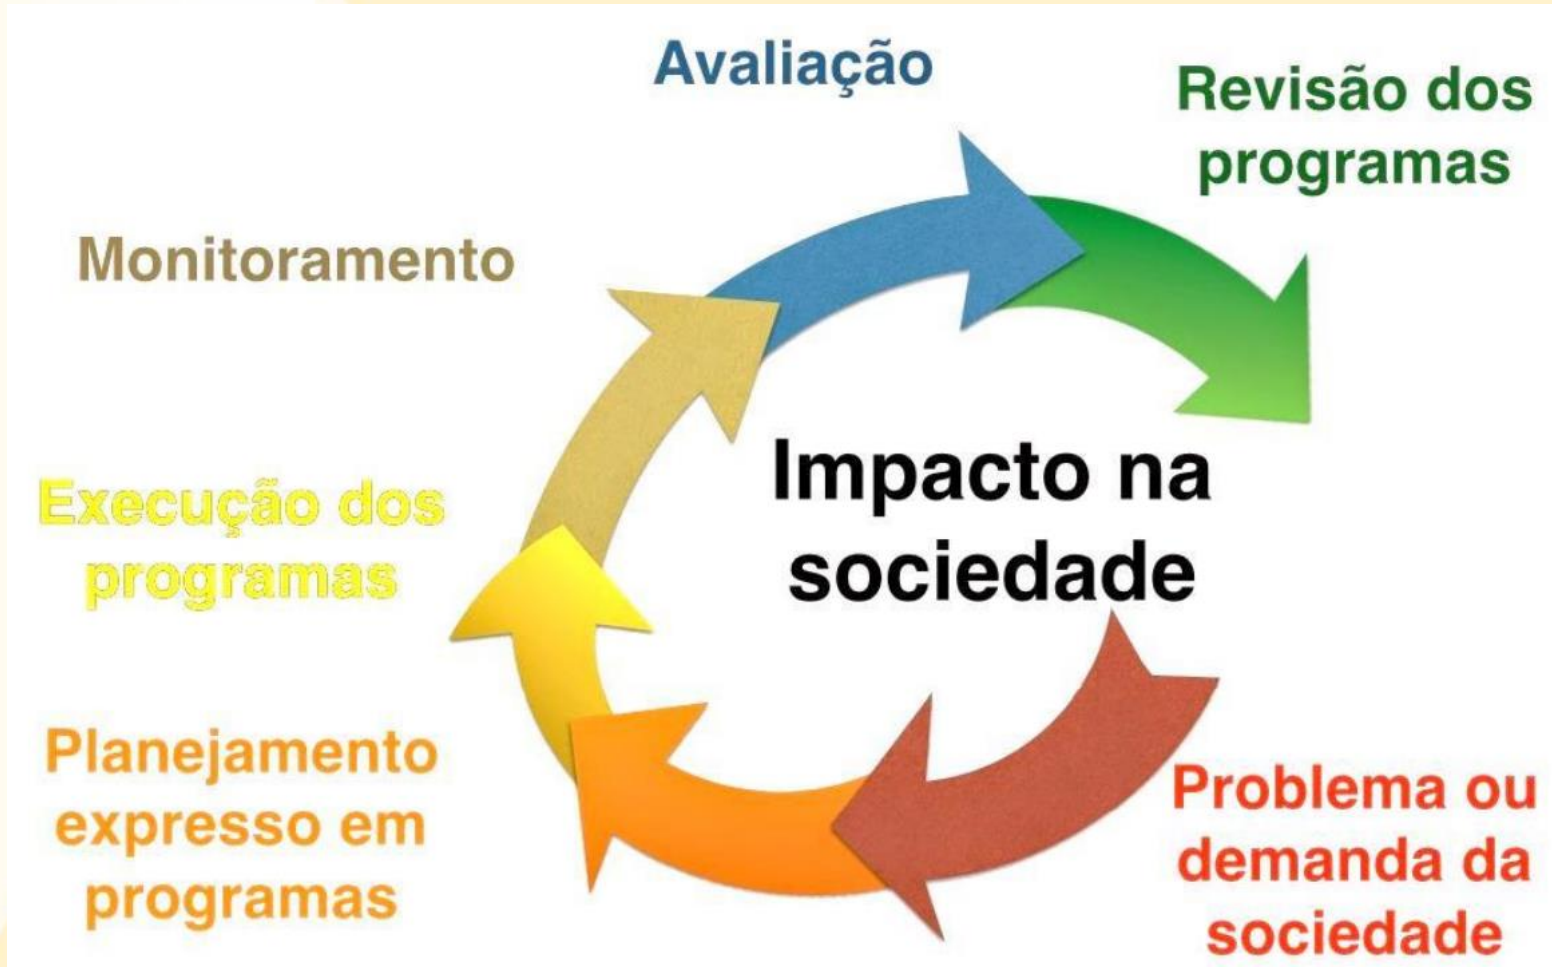 Avaliação
Revisão dos
programas
Monitoramento
Impacto na
sociedade
Execução dos
programas
Planejamento
expresso em
programas
Problema ou
demanda da
sociedade